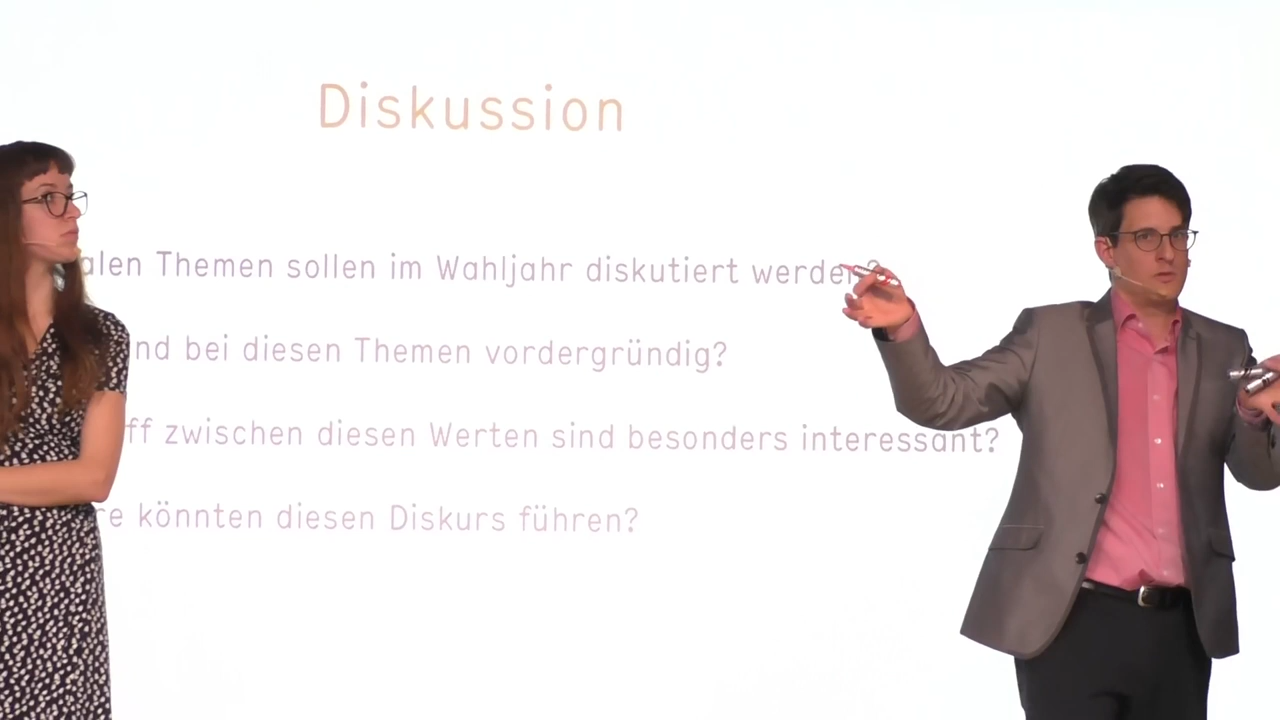 Diskussion
alen Themen sollen im Wahljahr diskutiert werden?
nd bei diesen Themen vordergründig?
ff zwischen diesen Werten sind besonders interessant?
re könnten diesen Diskurs führen?